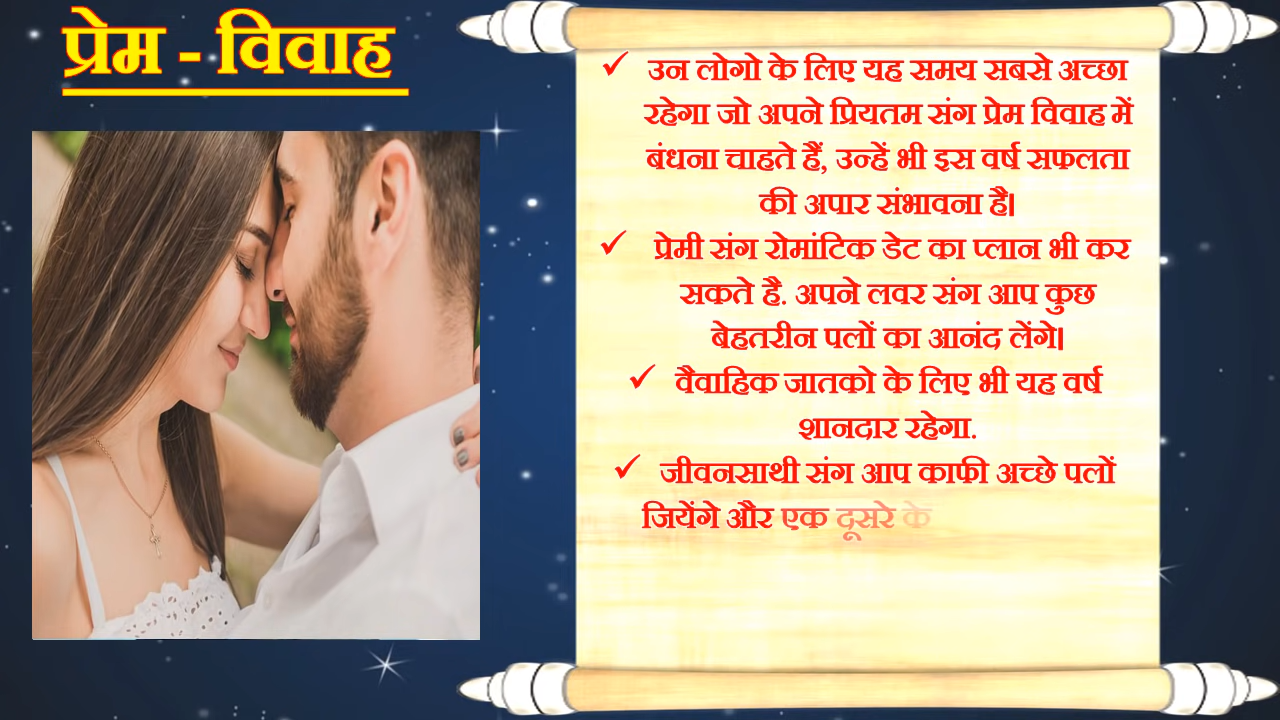 प्रेम - विवाह
✓ उन लोगो के लिए यह समय सबसे अच्छा
रहेगा जो अपने प्रियतम संग प्रेम विवाह में
बंधना चाहते हैं, उन्हें भी इस वर्ष सफलता
की अपार संभावना है।
✓ प्रेमी संग रोमांटिक डेट का प्लान भी कर
सकते है. अपने लवर संग आप कुछ
बेहतरीन पलों का आनंद लेंगे।
✓ वैवाहिक जातको के लिए भी यह वर्ष
शानदार रहेगा.
✓ जीवनसाथी संग आप काफी अच्छे पलों
जियेंगे और एक दूसरे के